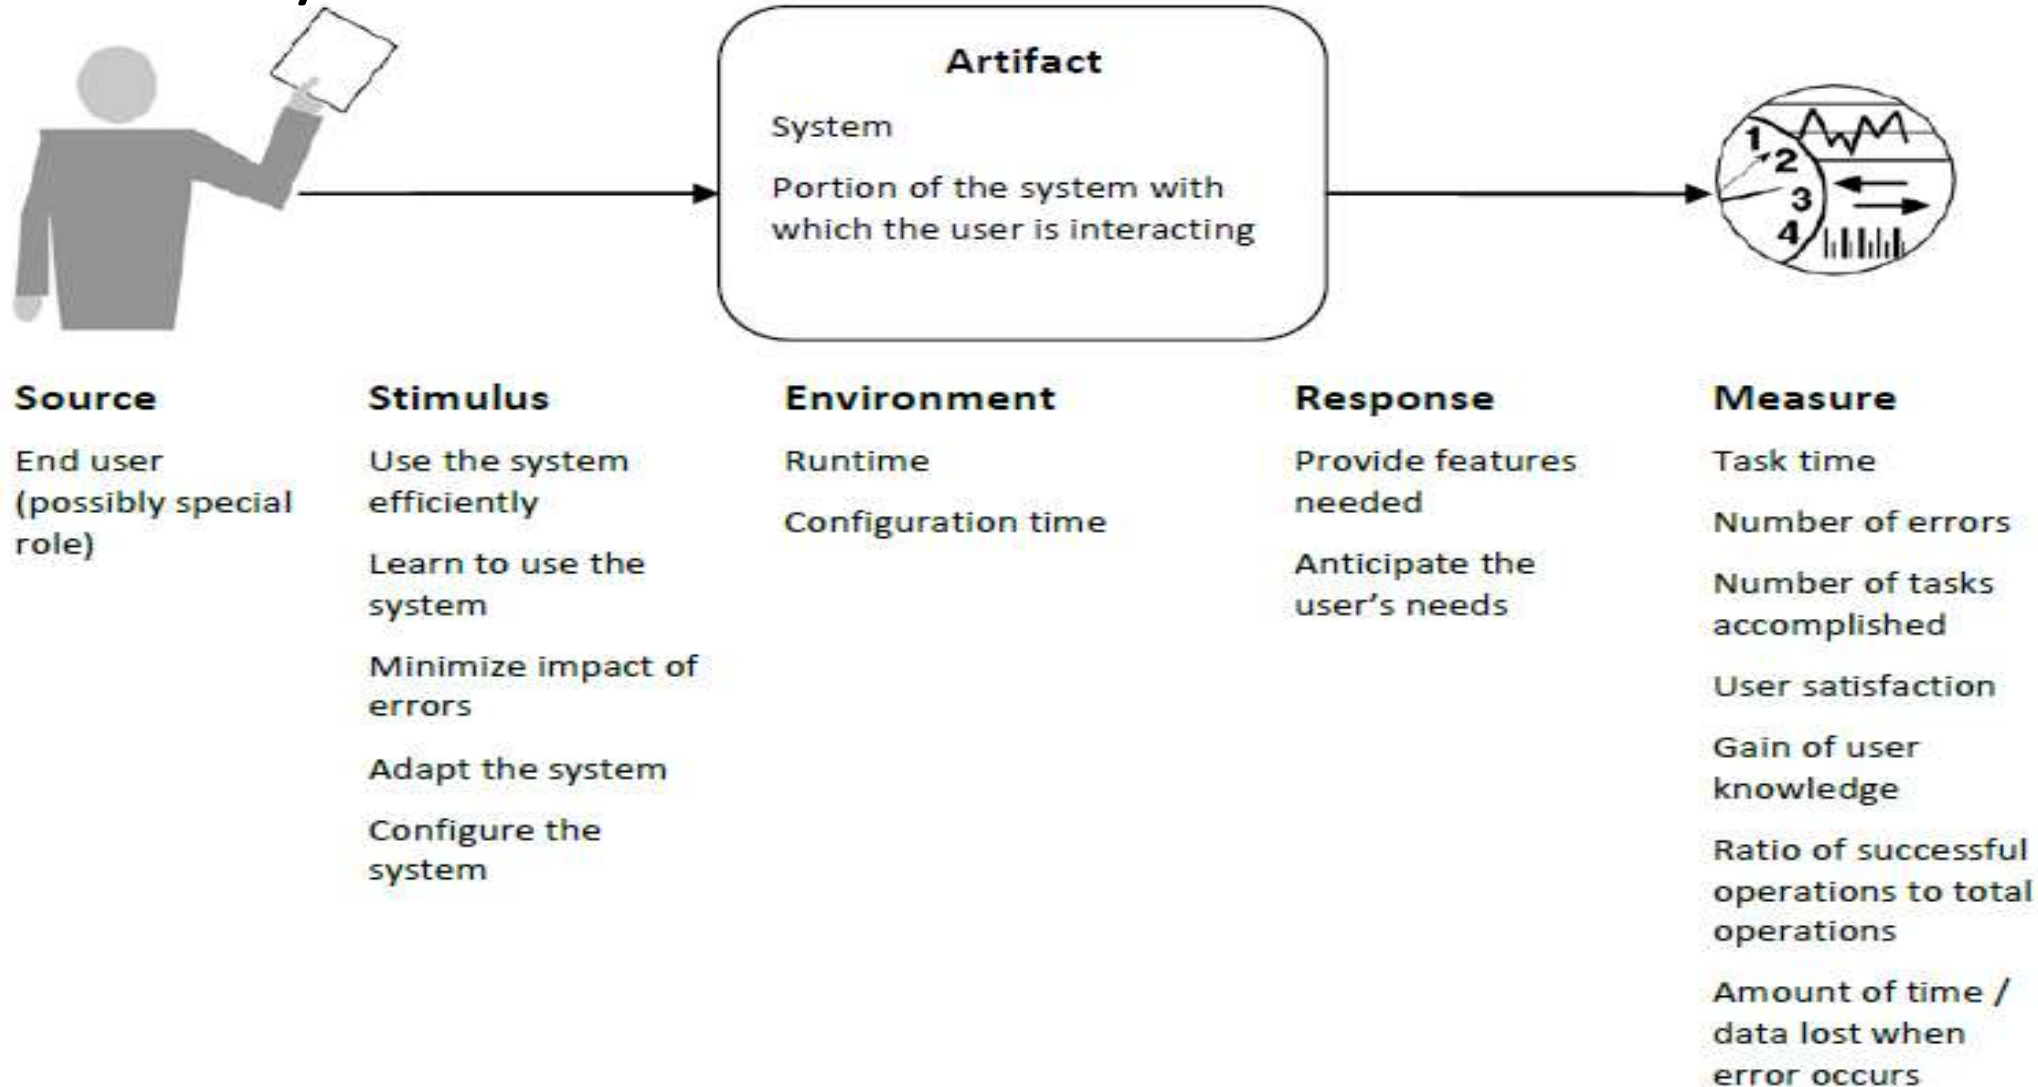 Artifact
System
Portion of the system with
which the user is interacting
1
2
3
4
Source
End user
(possibly special
role)
Stimulus
Use the system
efficiently
Learn to use the
system
Minimize impact of
errors
Adapt the system
Configure the
system
Environment
Runtime
Configuration time
Response
Provide features
needed
Anticipate the
user's needs
Measure
Task time
Number of errors
Number of tasks
accomplished
User satisfaction
Gain of user
knowledge
Ratio of successful
operations to total
operations
Amount of time /
data lost when
error occurs